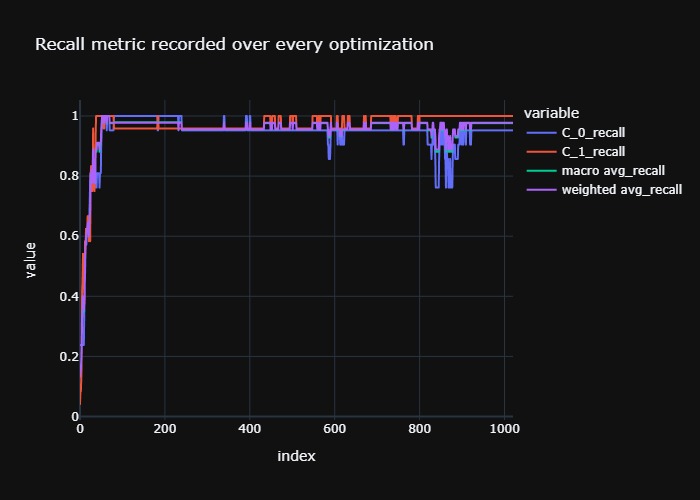 Recall metric recorded over every optimization
value
1
0.8
0.6
0.4
0.2
0
0 200 400 600 800 1000
index
variable
C_0_recall
C_1_recall
macro avg_recall
weighted avg_recall